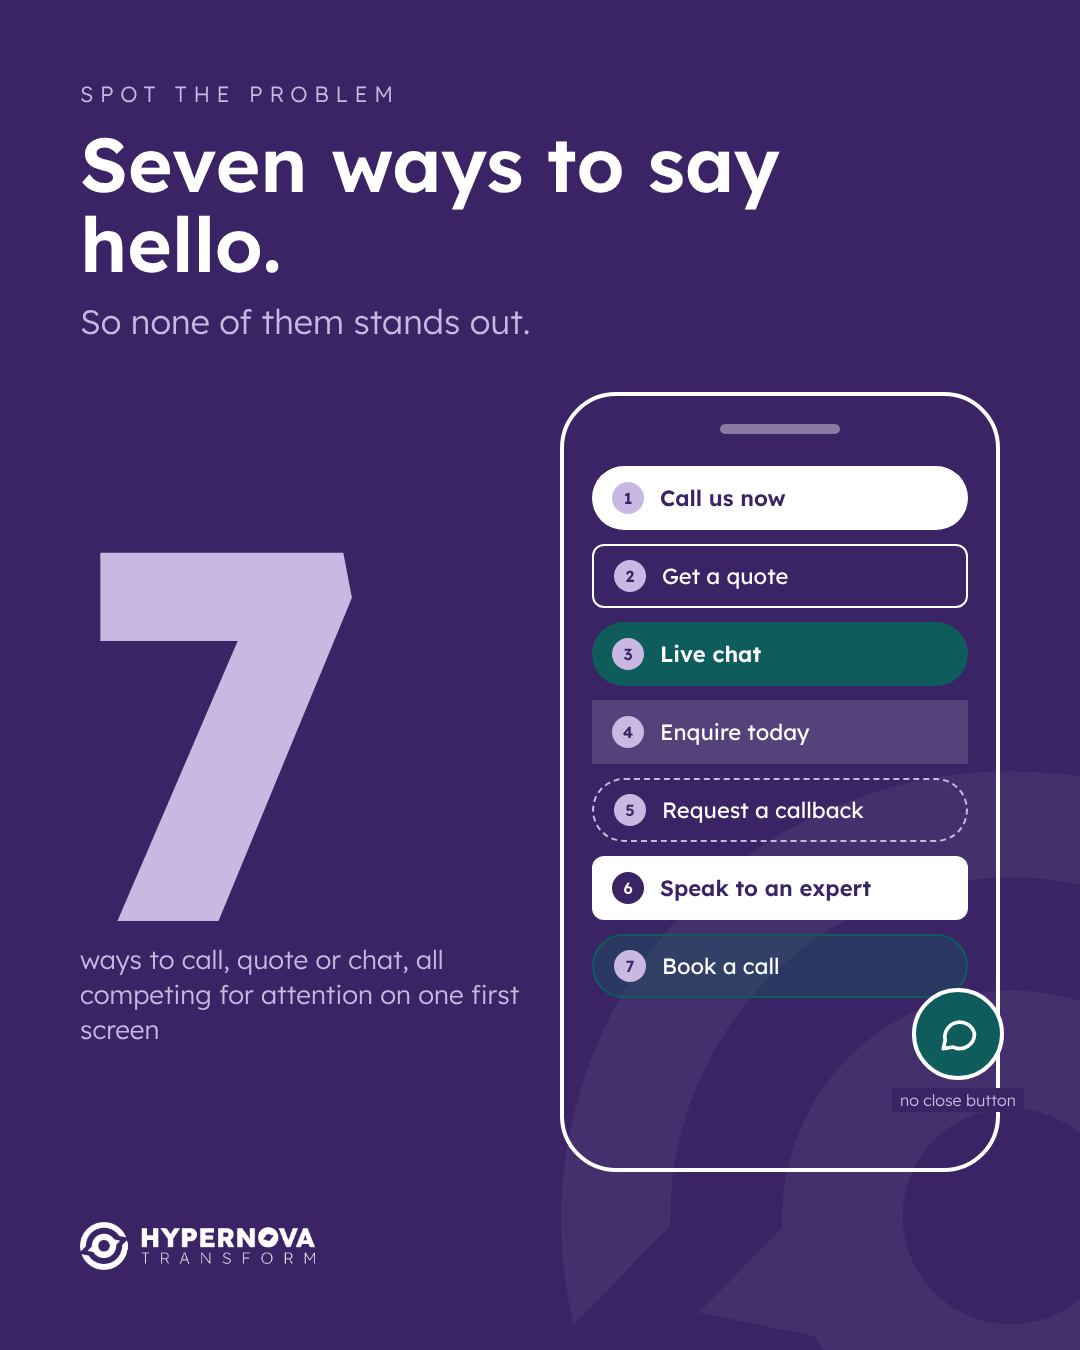 SPOT THE PROBLEM
Seven ways to say
hello.
So none of them stands out.
1 Call us now
2 Get a quote
3 Live chat
4 Enquire today
5 Request a callback
6 Speak to an expert
7 Book a call
no close button
7
ways to call, quote or chat, all
competing for attention on one first
screen
HYPERNOVA
TRANSFORM